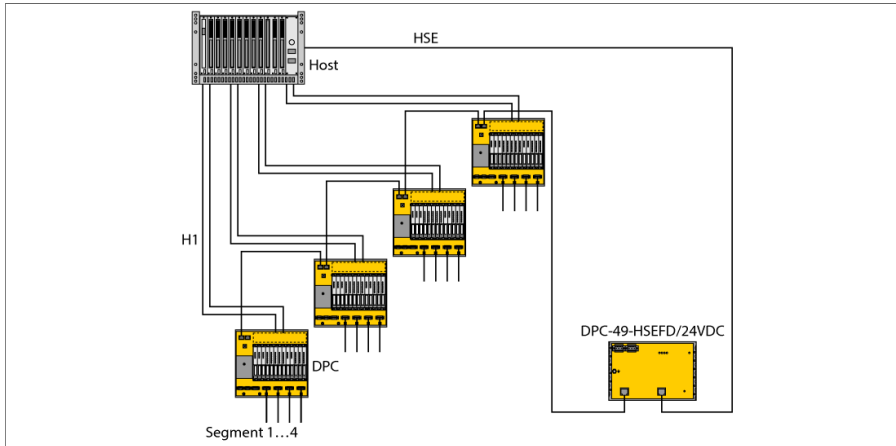 HSE
Host
H1
DPC-49-HSEFD/24VDC
DPC
Segment 1…4